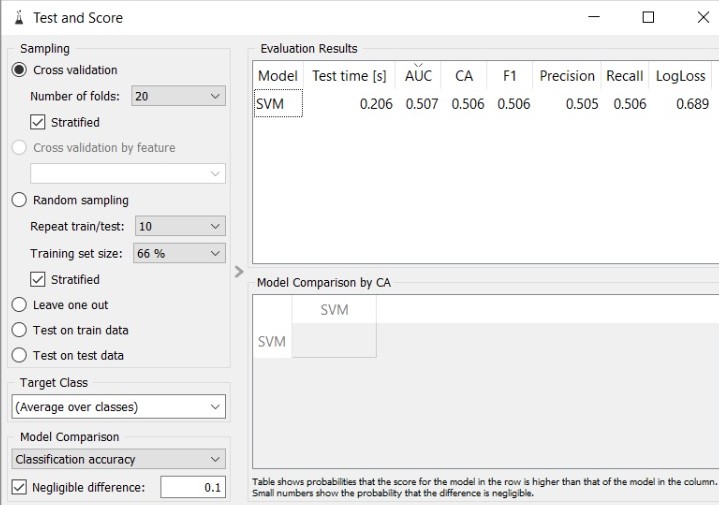 Test and Score
Sampling
Cross validation
Number of folds: 20
Stratified
Cross validation by feature
Random sampling
Repeat train/test: 10
Training set size: 66 %
Stratified
Leave one out
Test on train data
Test on test data
Target Class
(Average over classes)
Model Comparison
Classification accuracy
Negligible difference: 0.1
Evaluation Results
Model Test time [s] AUC CA F1 Precision Recall LogLoss
SVM 0.206 0.507 0.506 0.506 0.505 0.506 0.689
Model Comparison by CA
SVM
SVM
Table shows probabilities that the score for the model in the row is higher than that of the model in the column.
Small numbers show the probability that the difference is negligible.